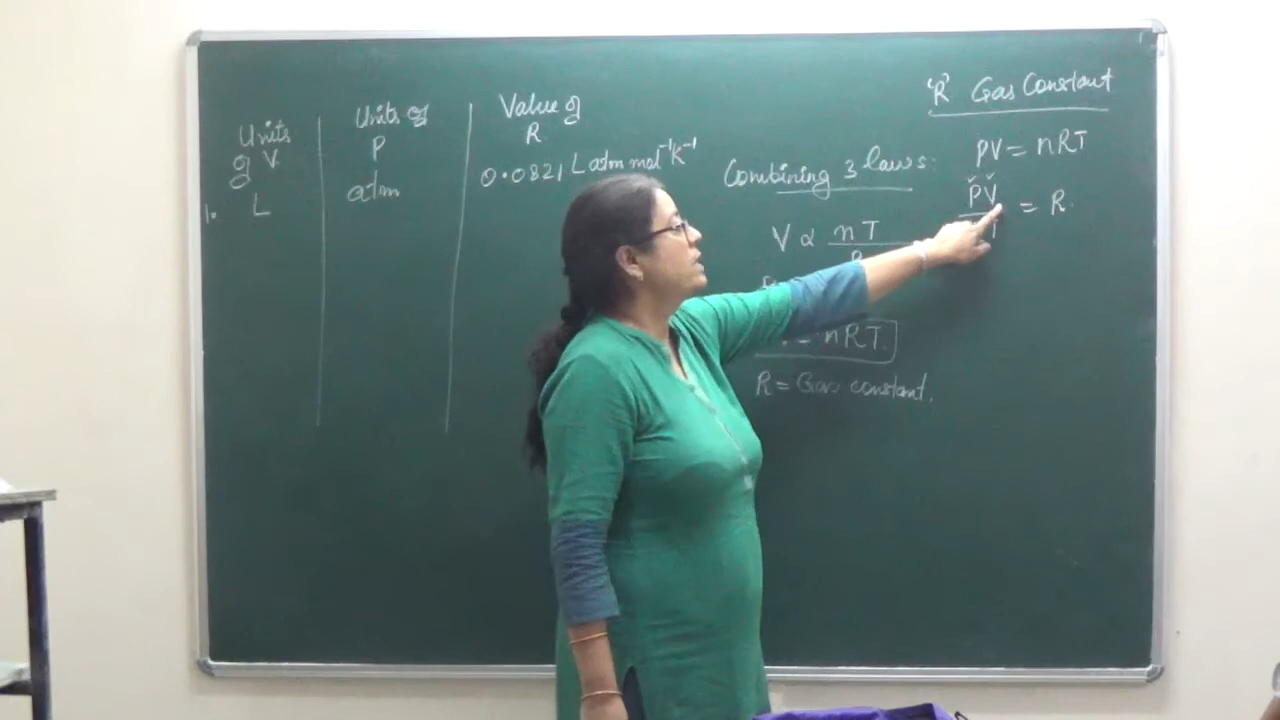 Units of V
Units of P
Value of R
1. L
atm
0.0821 L atm mol⁻¹K⁻¹
Combining 3 laws:
V ∝ nT
nRT
R = Gas constant.
'R' Gas Constant
PV = nRT
PV
T = R.